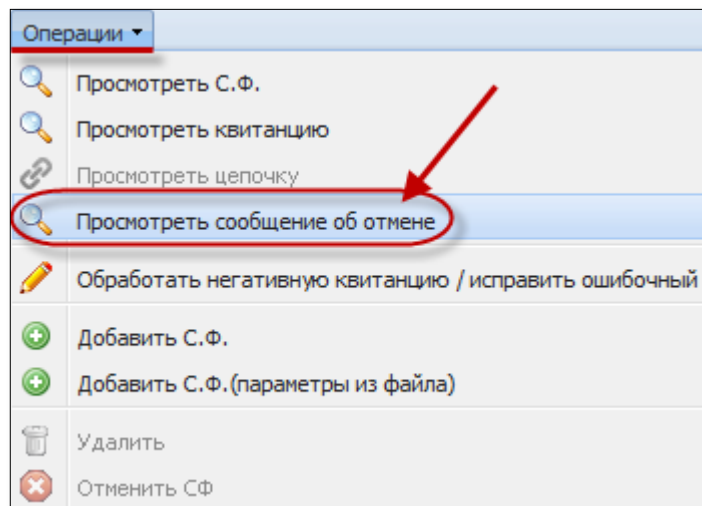 Операции
Просмотреть С.Ф.
Просмотреть квитанцию
Просмотреть цепочку
Просмотреть сообщение об отмене
Обработать негативную квитанцию / исправить ошибочный
Добавить С.Ф.
Добавить С.Ф.(параметры из файла)
Удалить
Отменить СФ